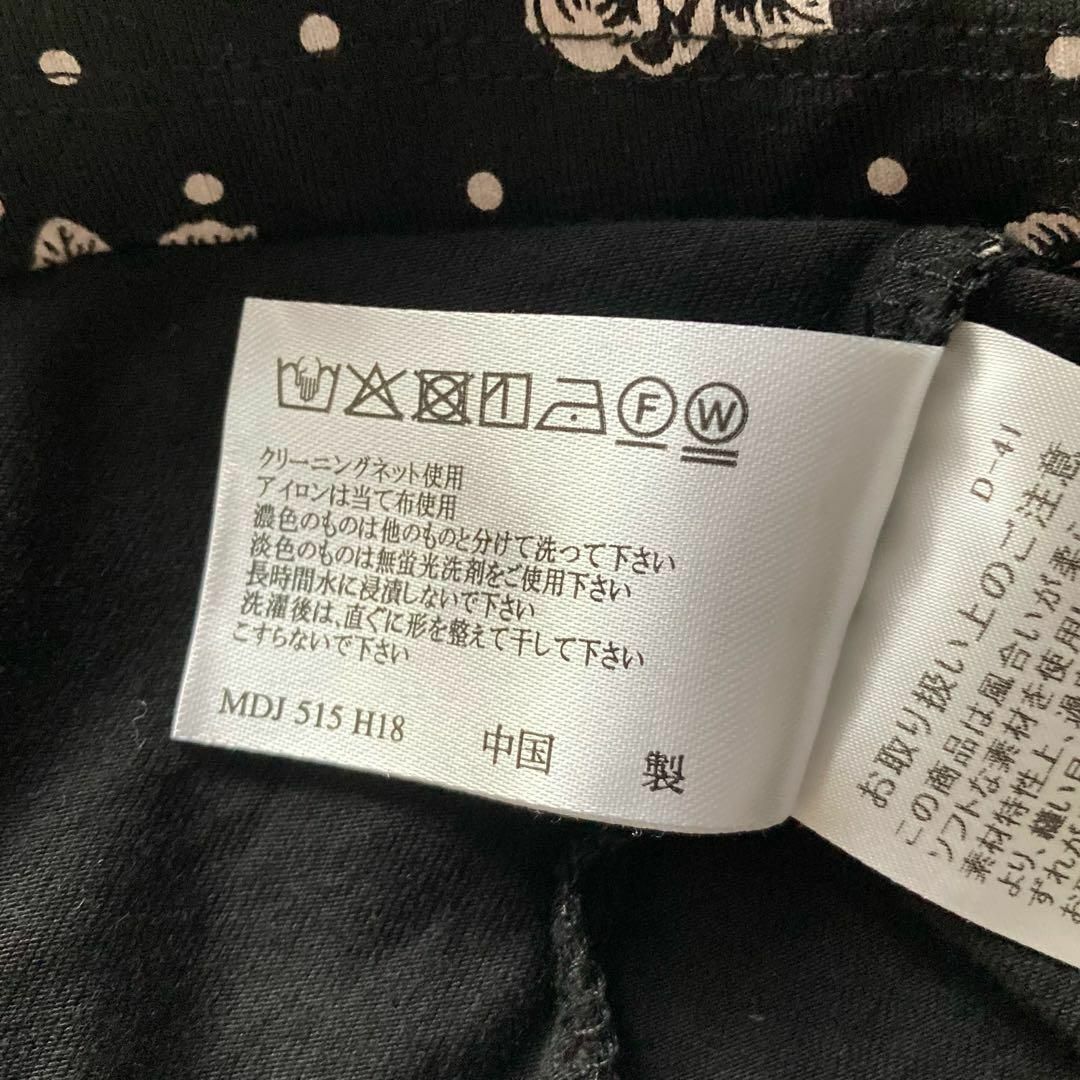 F W
クリーニングネット使用
アイロンは当て布使用
濃色のものは他のものと分けて洗って下さい
淡色のものは無蛍光洗剤をご使用下さい
長時間水に浸漬しないで下さい
洗濯後は、直ぐに形を整えて干して下さい
こすらないで下さい
MDJ 515 H18 中国 製
D-41
お取り扱い上のご注意
この商品は風合いが柔
ソフトな素材を使用し
素材特性上、過
より、縫い目
ずれが